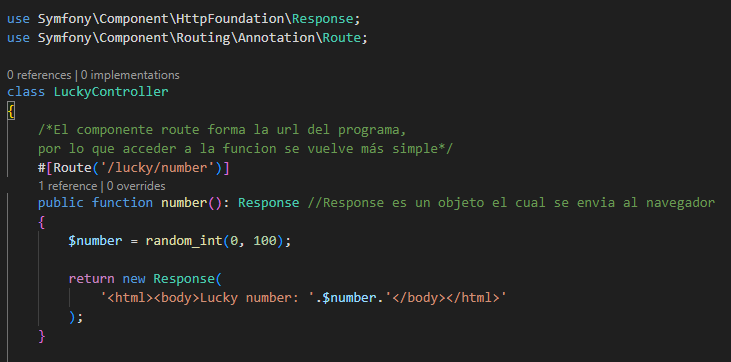 use Symfony\Component\HttpFoundation\Response;
use Symfony\Component\Routing\Annotation\Route;
0 references | 0 implementations
class LuckyController
{
/*El componente route forma la url del programa,
por lo que acceder a la funcion se vuelve más simple*/
#[Route('/lucky/number')]
1 reference | 0 overrides
public function number(): Response //Response es un objeto el cual se envia al navegador
{
$number = random_int(0, 100);
return new Response(
'<html><body>Lucky number: '.$number.'</body></html>'
);
}